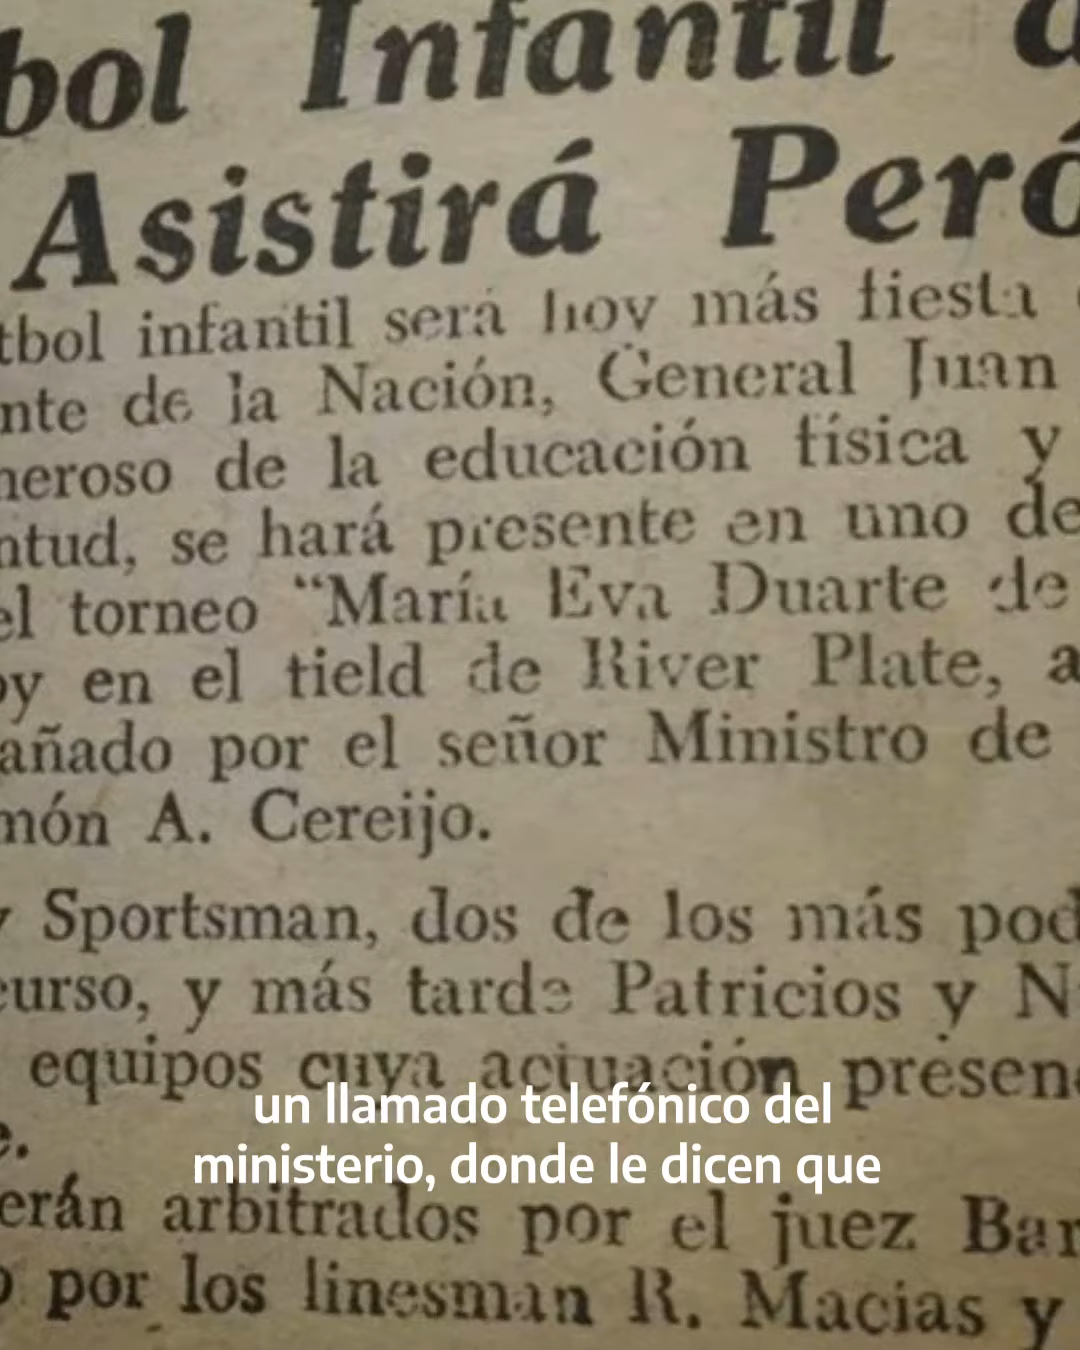 bol Infantil a
Asistirá Peró
tbol infantil será hoy más fiesta
nte de la Nación, General Juan
neroso de la educación física y
ntud, se hará presente en uno de
el torneo "María Eva Duarte de
oy en el field de River Plate, a
añado por el señor Ministro de
món A. Cereijo.
y Sportsman, dos de los más pod
curso, y más tarde Patricios y N
equipos cuya actuación presen
un llamado telefónico del
ministerio, donde le dicen que
e.
erán arbitrados por el juez Bar
o por los linesman R. Macias y